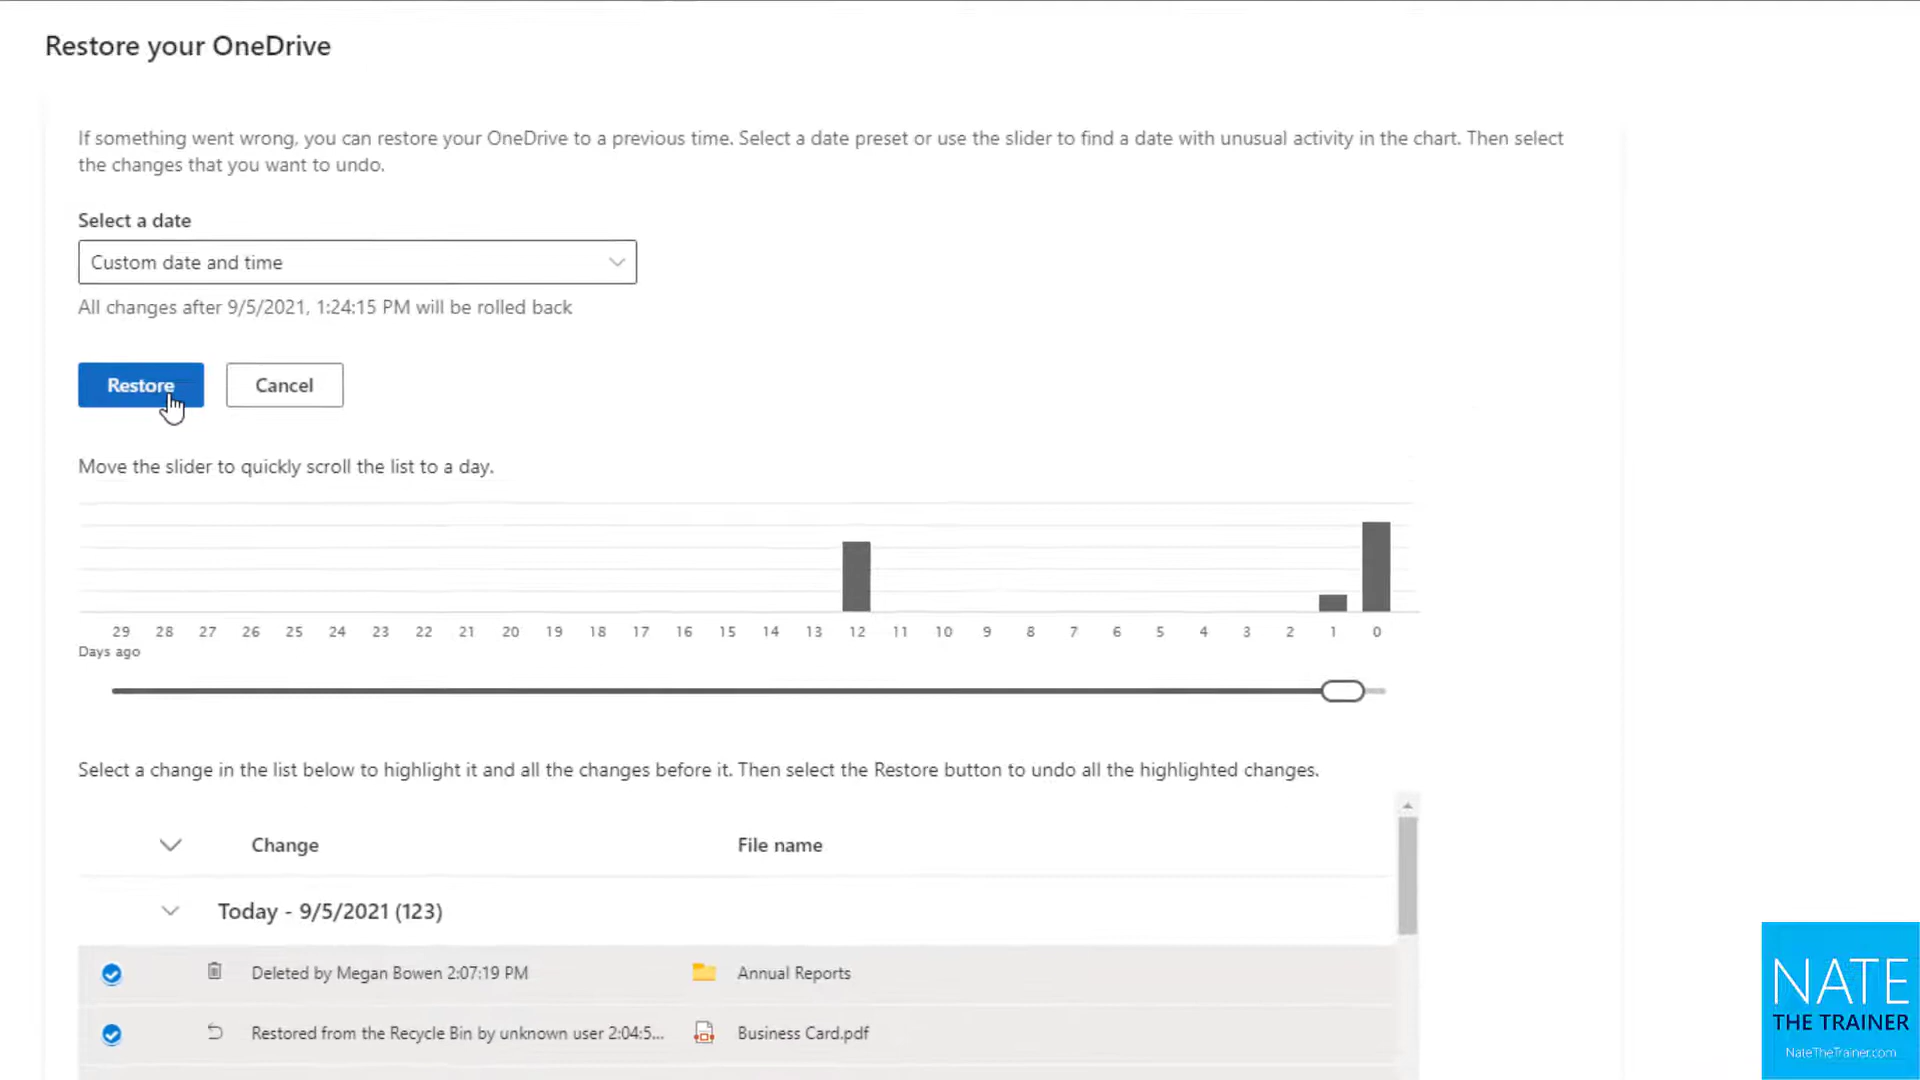 Restore your OneDrive
If something went wrong, you can restore your OneDrive to a previous time. Select a date preset or use the slider to find a date with unusual activity in the chart. Then select
the changes that you want to undo.
Select a date
Custom date and time
All changes after 9/5/2021, 1:24:15 PM will be rolled back
Restore Cancel
Move the slider to quickly scroll the list to a day.
29 28 27 26 25 24 23 22 21 20 19 18 17 16 15 14 13 12 11 10 9 8 7 6 5 4 3 2 1 0
Days ago
Select a change in the list below to highlight it and all the changes before it. Then select the Restore button to undo all the highlighted changes.
Change File name
Today - 9/5/2021 (123)
Deleted by Megan Bowen 2:07:19 PM Annual Reports
Restored from the Recycle Bin by unknown user 2:04:5... Business Card.pdf
NATE
THE TRAINER
NateTheTrainer.com